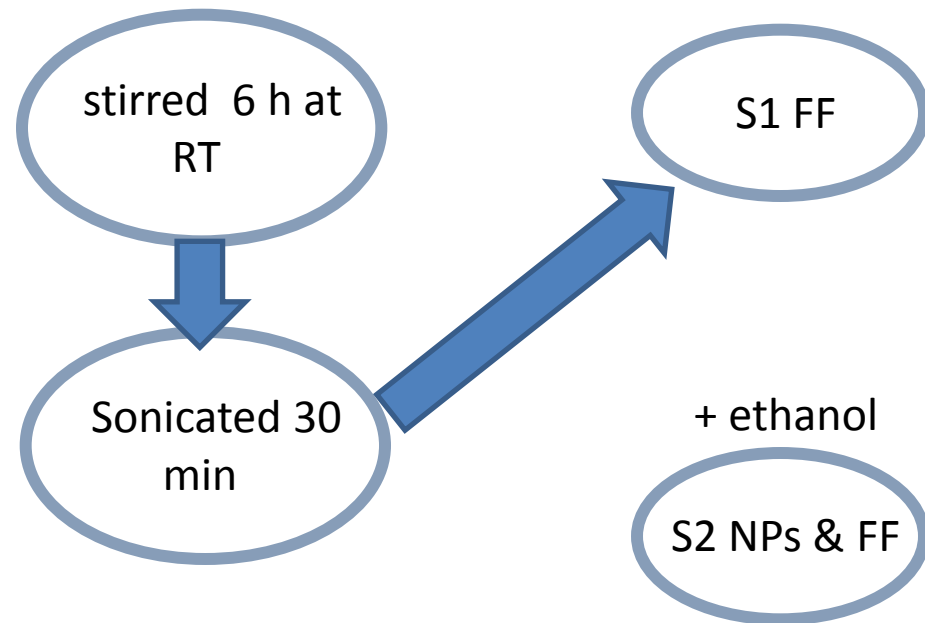 stirred 6 h at
RT
Sonicated 30
min
S1 FF
+ ethanol
S2 NPs & FF